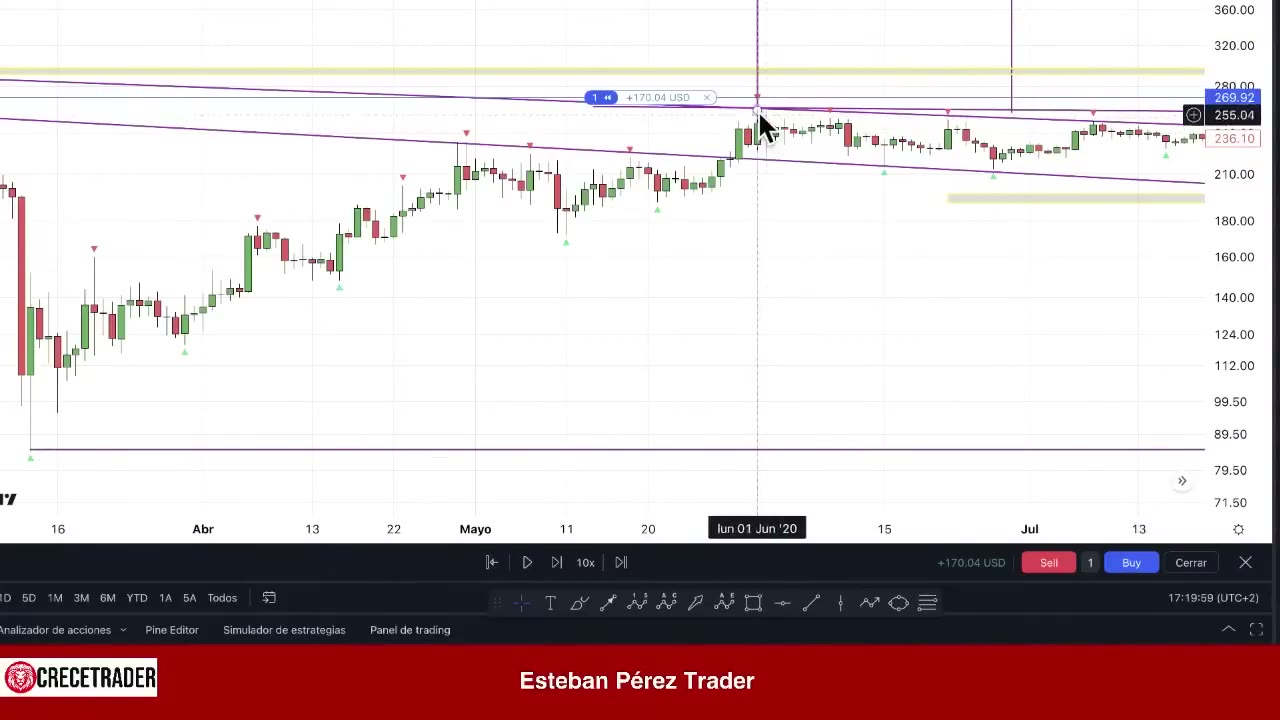 360.00
320.00
280.00
1 +170.04 USD ×
269.92
255.04
236.10
210.00
180.00
160.00
140.00
124.00
112.00
99.50
89.50
79.50
71.50
16 Abr 13 22 Mayo 11 20 lun 01 Jun '20 15 Jul 13
10x
+170.04 USD Sell 1 Buy Cerrar
1D 5D 1M 3M 6M YTD 1A 5A Todos
17:19:59 (UTC+2)
Analizador de acciones Pine Editor Simulador de estrategias Panel de trading
CRECETRADER
Esteban Pérez Trader